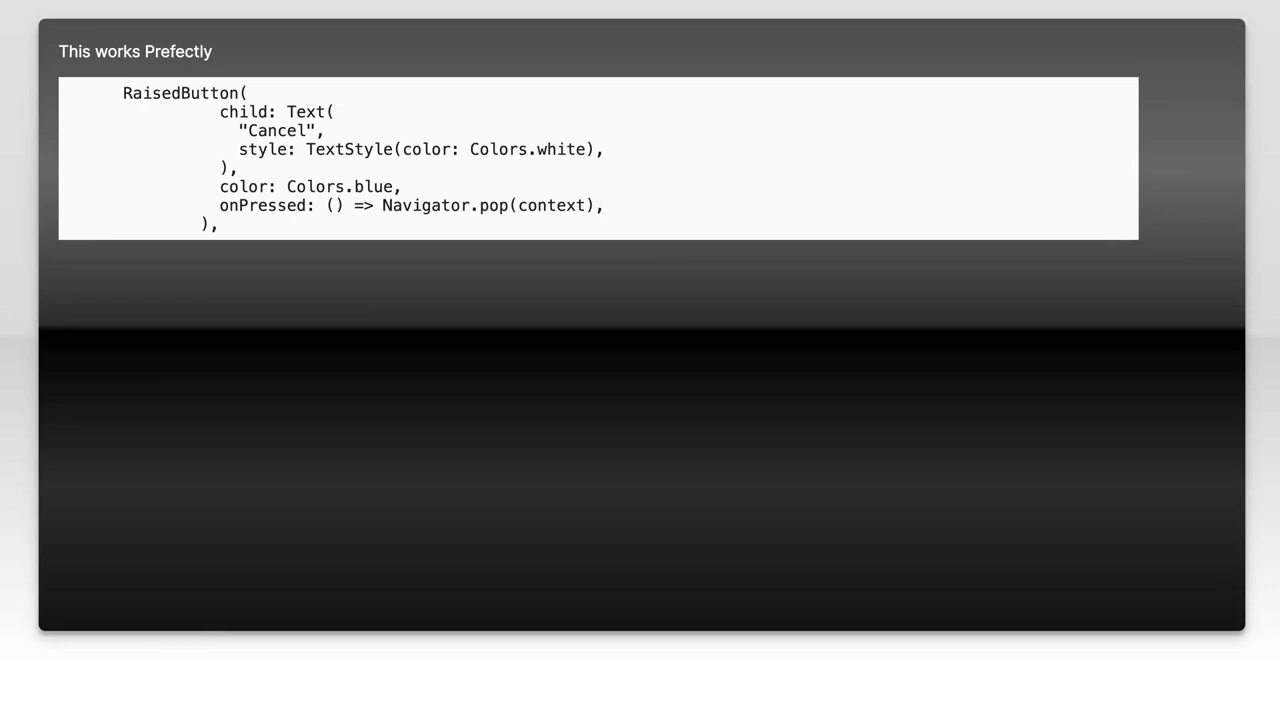 This works Prefectly
RaisedButton(
child: Text(
"Cancel",
style: TextStyle(color: Colors.white),
),
color: Colors.blue,
onPressed: () => Navigator.pop(context),
),